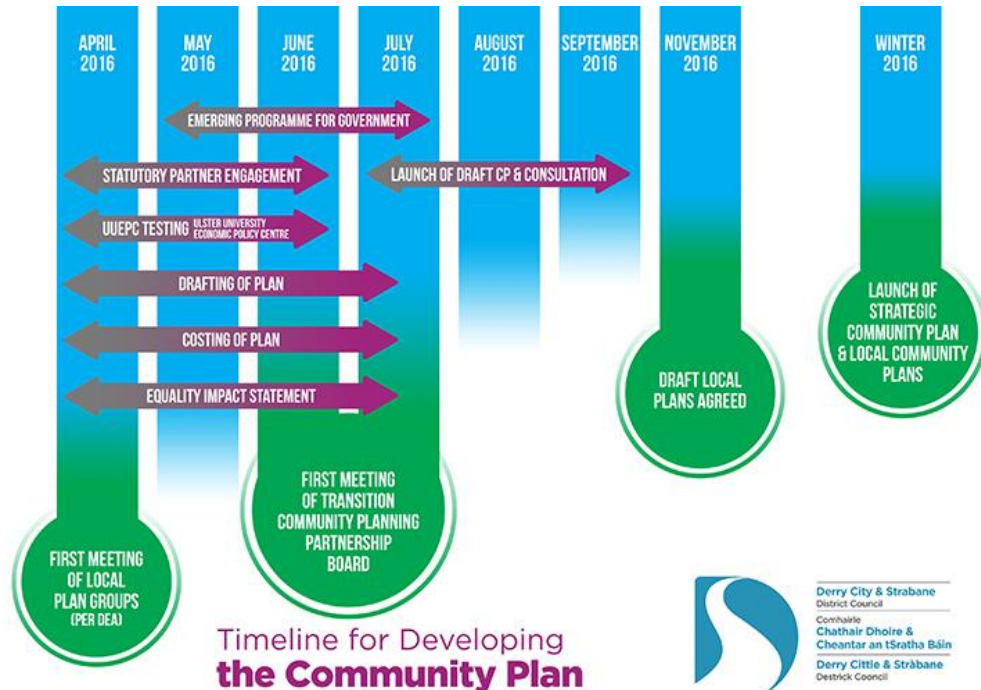 APRIL
2016
MAY
2016
JUNE
2016
JULY
2016
AUGUST
2016
SEPTEMBER
2016
NOVEMBER
2016
WINTER
2016
EMERGING PROGRAMME FOR GOVERNMENT
STATUTORY PARTNER ENGAGEMENT
LAUNCH OF DRAFT CP & CONSULTATION
UUEPC TESTING ULSTER UNIVERSITY
ECONOMIC POLICY CENTRE
DRAFTING OF PLAN
COSTING OF PLAN
EQUALITY IMPACT STATEMENT
LAUNCH OF
STRATEGIC
COMMUNITY PLAN
& LOCAL COMMUNITY
PLANS
DRAFT LOCAL
PLANS AGREED
FIRST MEETING
OF TRANSITION
COMMUNITY PLANNING
PARTNERSHIP
BOARD
FIRST MEETING
OF LOCAL
PLAN GROUPS
(PER DEA)
Timeline for Developing
the Community Plan
Derry City & Strabane
District Council
Comhairle
Chathair Dhoire &
Cheantar an tSratha Báin
Derry Cittie & Stràbane
Destrick Cooncil